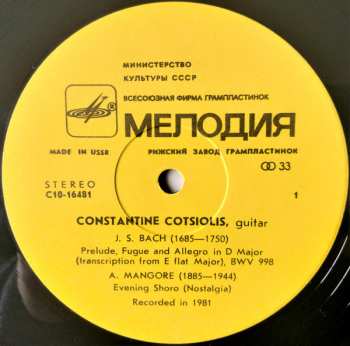 МИНИСТЕРСТВО
КУЛЬТУРЫ СССР
ВСЕСОЮЗНАЯ ФИРМА ГРАМПЛАСТИНОК
МЕЛОДИЯ
MADE IN USSR
РИЖСКИЙ ЗАВОД ГРАМПЛАСТИНОК
33
STEREO
C10-16481
1
CONSTANTINE COTSIOLIS, guitar
J. S. BACH (1685—1750)
Prelude, Fugue and Allegro in D Major
(transcription from E flat Major), BWV 998
A. MANGORE (1885—1944)
Evening Shoro (Nostalgia)
Recorded in 1981